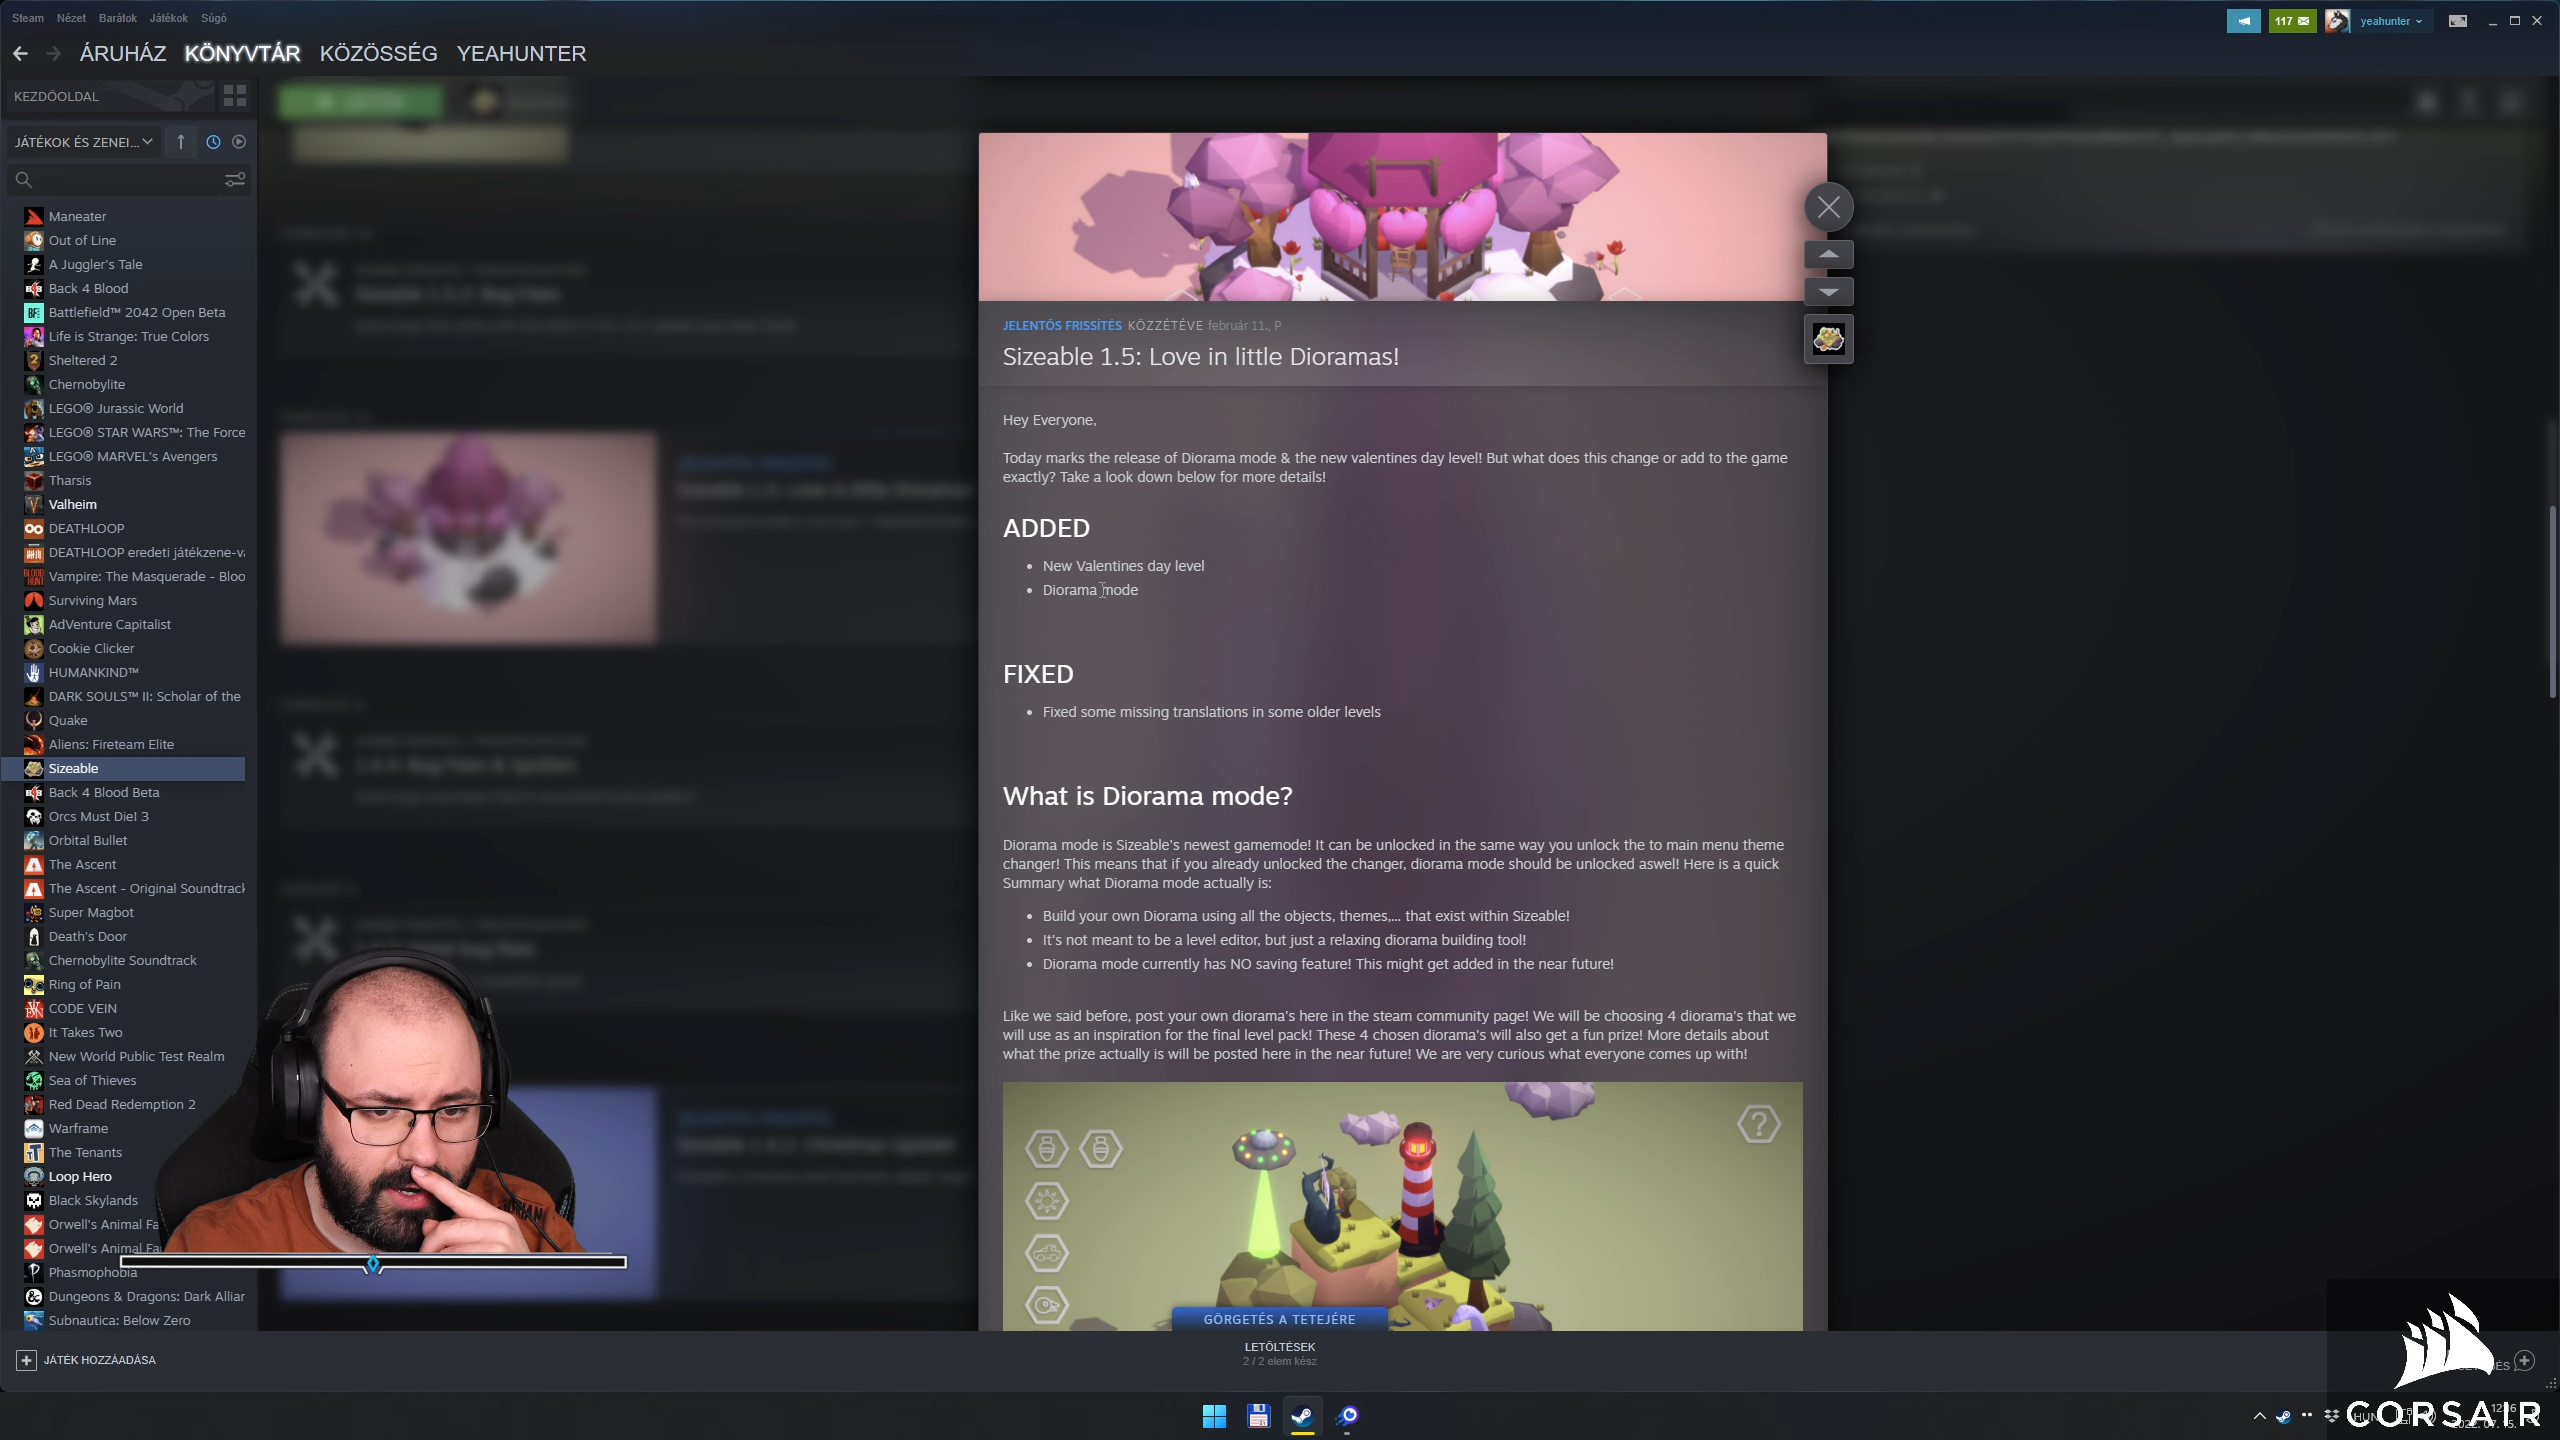 Steam Nézet Barátok Játékok Súgó
117
yeahunter
ÁRUHÁZ KÖNYVTÁR KÖZÖSSÉG YEAHUNTER
KEZDŐOLDAL
JÁTÉKOK ÉS ZENEI...
Maneater
Out of Line
A Juggler's Tale
Back 4 Blood
Battlefield™ 2042 Open Beta
Life is Strange: True Colors
Sheltered 2
Chernobylite
LEGO® Jurassic World
LEGO® STAR WARS™: The Force
LEGO® MARVEL's Avengers
Tharsis
Valheim
DEATHLOOP
DEATHLOOP eredeti játékzene-vá
Vampire: The Masquerade - Bloo
Surviving Mars
AdVenture Capitalist
Cookie Clicker
HUMANKIND™
DARK SOULS™ II: Scholar of the
Quake
Aliens: Fireteam Elite
Sizeable
Back 4 Blood Beta
Orcs Must Die! 3
Orbital Bullet
The Ascent
The Ascent - Original Soundtrack
Super Magbot
Death's Door
Chernobylite Soundtrack
Ring of Pain
CODE VEIN
It Takes Two
New World Public Test Realm
Sea of Thieves
Red Dead Redemption 2
Warframe
The Tenants
Loop Hero
Black Skylands
Orwell's Animal Fa
Orwell's Animal Fa
Phasmophobia
Dungeons & Dragons: Dark Allian
Subnautica: Below Zero
JÁTÉK HOZZÁADÁSA
JELENTŐS FRISSÍTÉS KÖZZÉTÉVE február 11., P
Sizeable 1.5: Love in little Dioramas!
Hey Everyone,
Today marks the release of Diorama mode & the new valentines day level! But what does this change or add to the game
exactly? Take a look down below for more details!
ADDED
• New Valentines day level
• Diorama mode
FIXED
• Fixed some missing translations in some older levels
What is Diorama mode?
Diorama mode is Sizeable's newest gamemode! It can be unlocked in the same way you unlock the to main menu theme
changer! This means that if you already unlocked the changer, diorama mode should be unlocked aswel! Here is a quick
Summary what Diorama mode actually is:
• Build your own Diorama using all the objects, themes,... that exist within Sizeable!
• It's not meant to be a level editor, but just a relaxing diorama building tool!
• Diorama mode currently has NO saving feature! This might get added in the near future!
Like we said before, post your own diorama's here in the steam community page! We will be choosing 4 diorama's that we
will use as an inspiration for the final level pack! These 4 chosen diorama's will also get a fun prize! More details about
what the prize actually is will be posted here in the near future! We are very curious what everyone comes up with!
?
GÖRGETÉS A TETEJÉRE
LETÖLTÉSEK
2 / 2 elem kész
CORSAIR